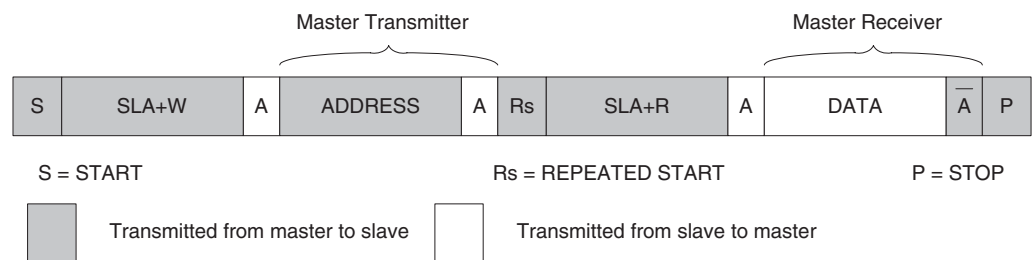 Master Transmitter Master Receiver
S SLA+W A ADDRESS A Rs SLA+R A DATA A̅ P
S = START Rs = REPEATED START P = STOP
Transmitted from master to slave Transmitted from slave to master